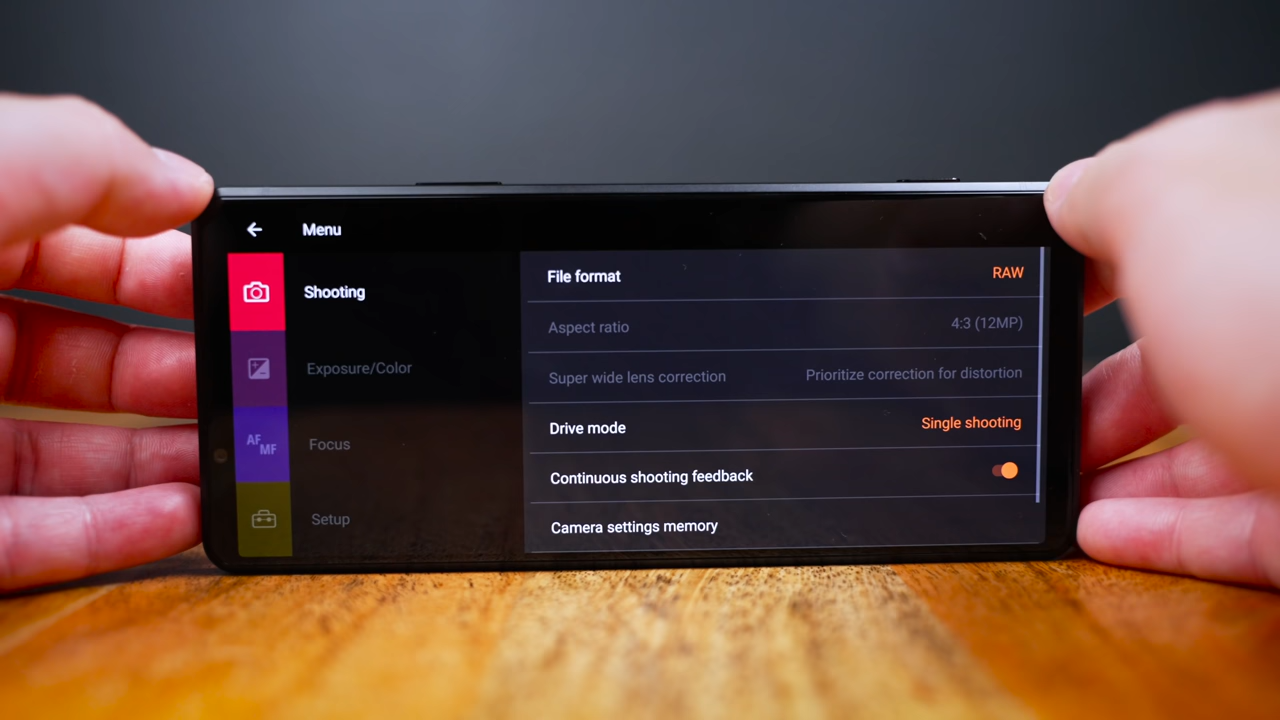 Menu
Shooting
Exposure/Color
AF
MF
Focus
Setup
File format RAW
Aspect ratio 4:3 (12MP)
Super wide lens correction Prioritize correction for distortion
Drive mode Single shooting
Continuous shooting feedback
Camera settings memory